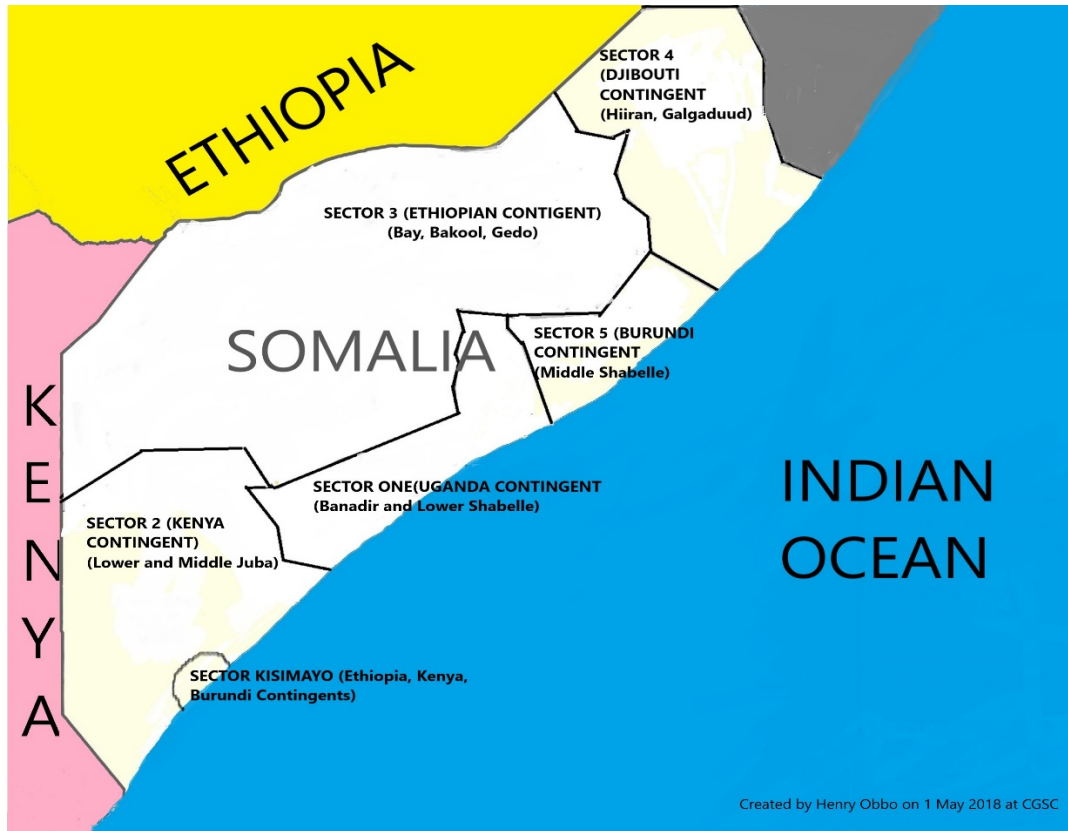 ETHIOPIA
SECTOR 4
(DJIBOUTI
CONTINGENT
(Hiiran, Galgaduud)
SECTOR 3 (ETHIOPIAN CONTIGENT)
(Bay, Bakool, Gedo)
SOMALIA
SECTOR 5 (BURUNDI
CONTINGENT
(Middle Shabelle)
KENYA
SECTOR ONE(UGANDA CONTINGENT
(Banadir and Lower Shabelle)
INDIAN
OCEAN
SECTOR 2 (KENYA
CONTINGENT)
(Lower and Middle Juba)
SECTOR KISIMAYO (Ethiopia, Kenya,
Burundi Contingents)
Created by Henry Obbo on 1 May 2018 at CGSC